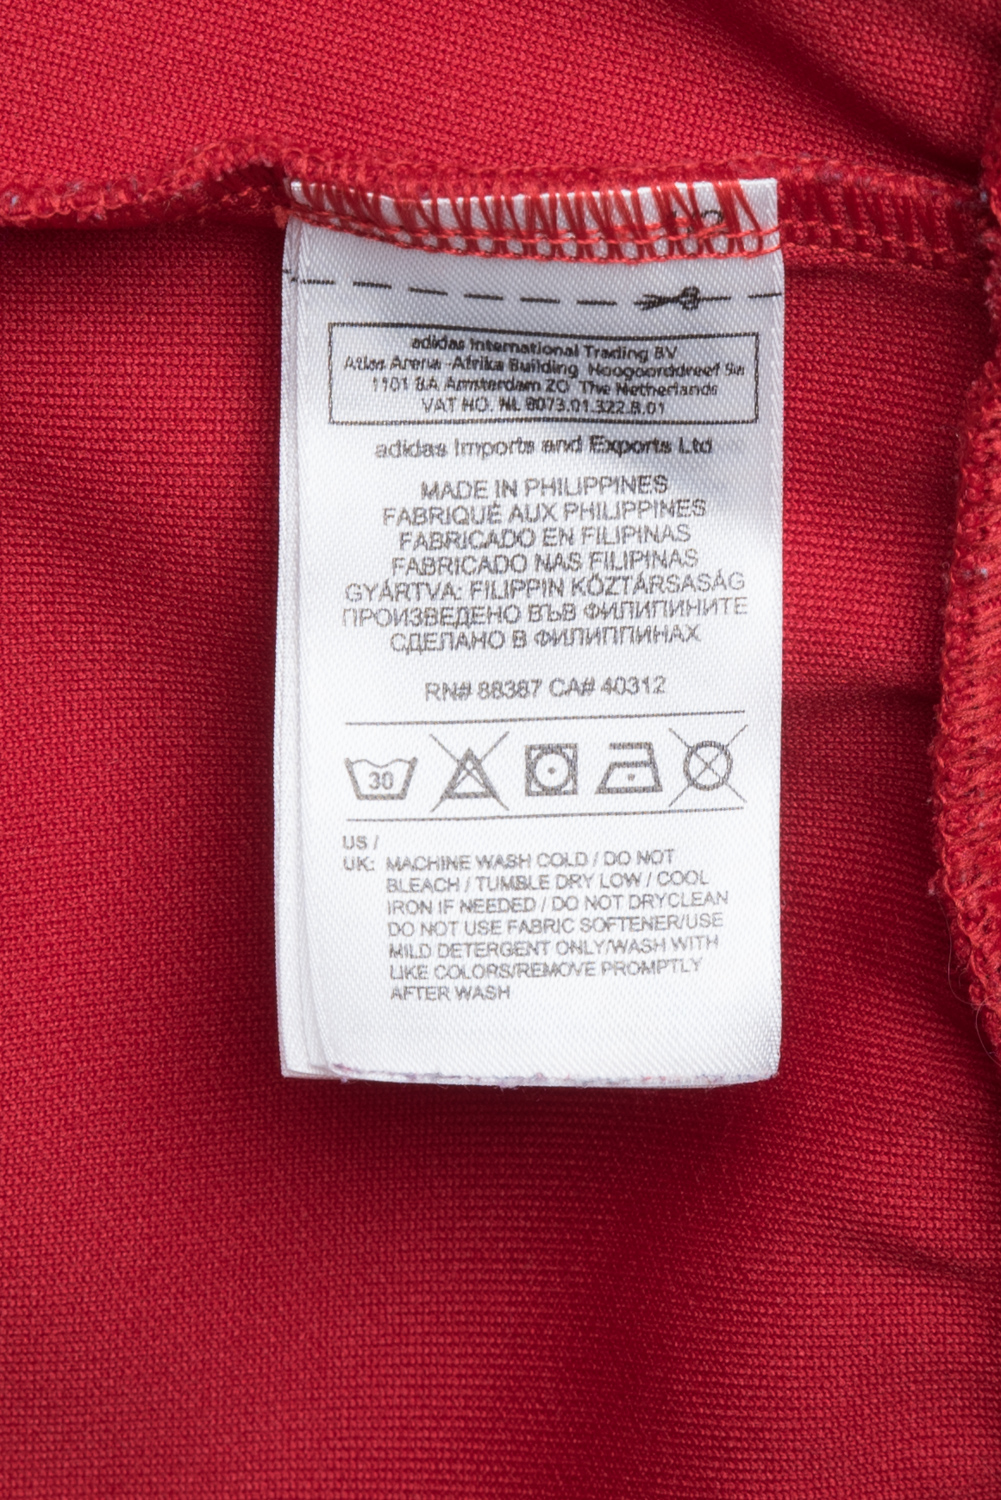 adidas International Trading BV
Atlas Arena -Afrika Building Hoogoorddreef 9a
1101 BA Amsterdam ZO The Netherlands
VAT NO. NL 8073.01.322.B.01
adidas Imports and Exports Ltd
MADE IN PHILIPPINES
FABRIQUÉ AUX PHILIPPINES
FABRICADO EN FILIPINAS
FABRICADO NAS FILIPINAS
GYÁRTVA: FILIPPIN KÖZTÁRSASÁG
ПРОИЗВЕДЕНО ВЪВ ФИЛИПИНИТЕ
СДЕЛАНО В ФИЛИППИНАХ
RN# 88387 CA# 40312
30
US /
UK: MACHINE WASH COLD / DO NOT
BLEACH / TUMBLE DRY LOW / COOL
IRON IF NEEDED / DO NOT DRYCLEAN
DO NOT USE FABRIC SOFTENER/USE
MILD DETERGENT ONLY/WASH WITH
LIKE COLORS/REMOVE PROMPTLY
AFTER WASH